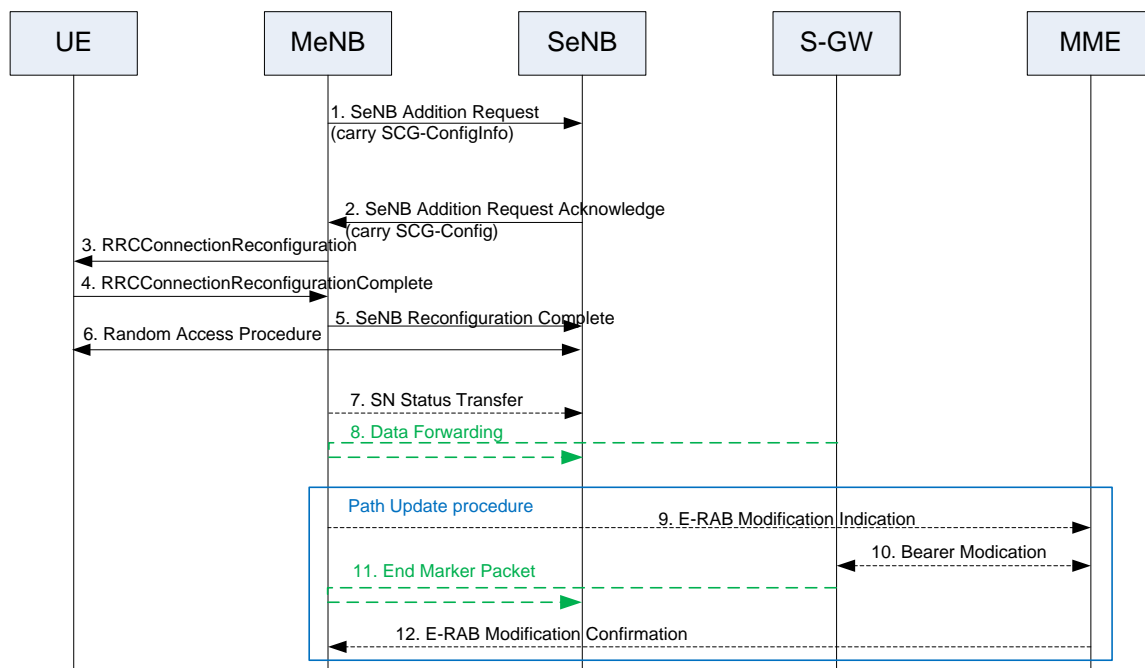 UE
MeNB
SeNB
S-GW
MME
1. SeNB Addition Request
(carry SCG-ConfigInfo)
2. SeNB Addition Request Acknowledge
(carry SCG-Config)
3. RRCConnectionReconfiguration
4. RRCConnectionReconfigurationComplete
5. SeNB Reconfiguration Complete
6. Random Access Procedure
7. SN Status Transfer
8. Data Forwarding
Path Update procedure
9. E-RAB Modification Indication
10. Bearer Modication
11. End Marker Packet
12. E-RAB Modification Confirmation